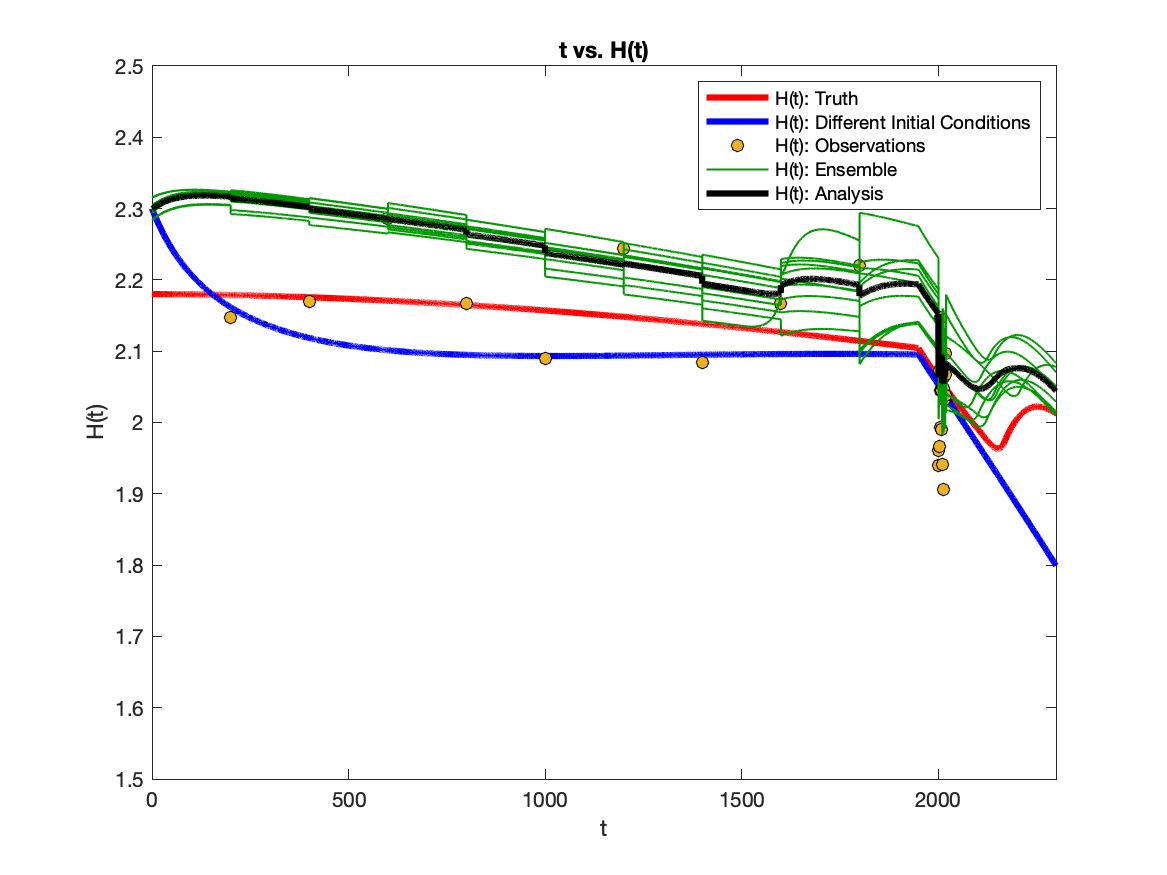 t vs. H(t)
H(t): Truth
H(t): Different Initial Conditions
H(t): Observations
H(t): Ensemble
H(t): Analysis
2.5
2.4
2.3
2.2
2.1
2
1.9
1.8
1.7
1.6
1.5
H(t)
0
500
1000
1500
2000
t